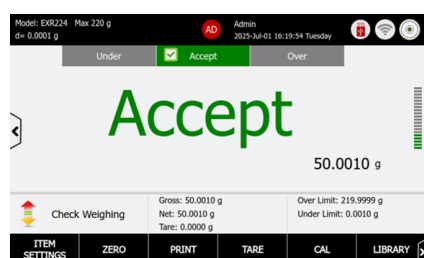 Model: EXR224 Max 220 g
d= 0.0001 g
AD
Admin
2025-Jul-01 16:19:54 Tuesday
Under
Accept
Over
Accept
50.0010 g
Check Weighing
Gross: 50.0010 g
Net: 50.0010 g
Tare: 0.0000 g
Over Limit: 219.9999 g
Under Limit: 0.0010 g
ITEM
SETTINGS
ZERO
PRINT
TARE
CAL
LIBRARY